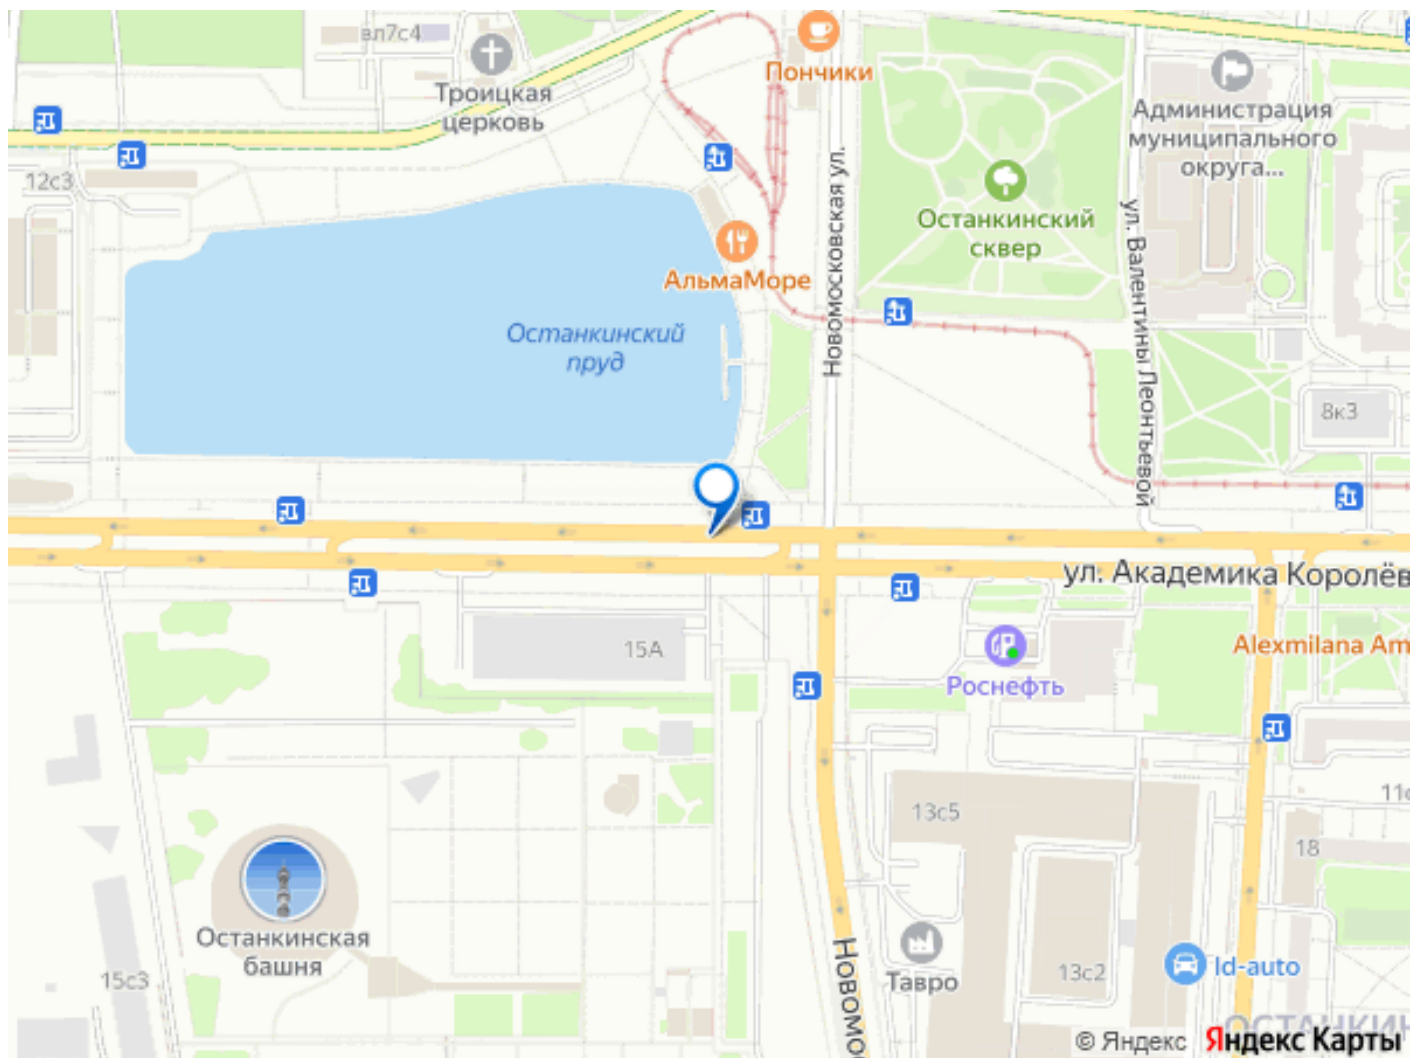 вл7с4
Троицкая
церковь
Пончики
Администрация
муниципального
округа...
12с3
Новомосковская ул.
Останкинский
сквер
ул. Валентины Леонтьевой
АльмаМоре
Останкинский
пруд
8к3
ул. Академика Королёв
15А
Роснефть
Alexmilana Am
13с5
18
Останкинская
башня
15с3
Новомос
Тавро
13с2
Id-auto
ОСТАНКИН
© Яндекс Яндекс Карты